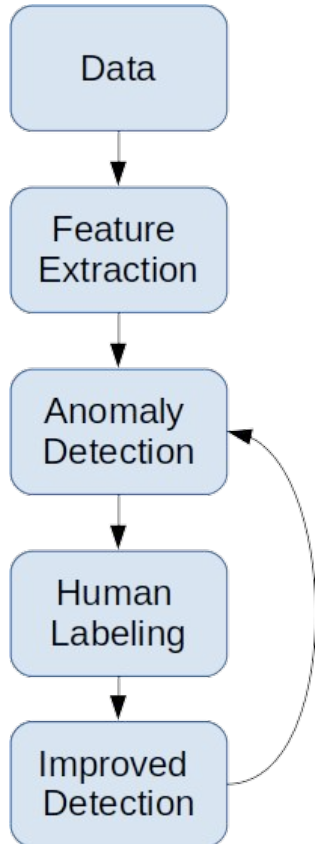 Data
Feature
Extraction
Anomaly
Detection
Human
Labeling
Improved
Detection